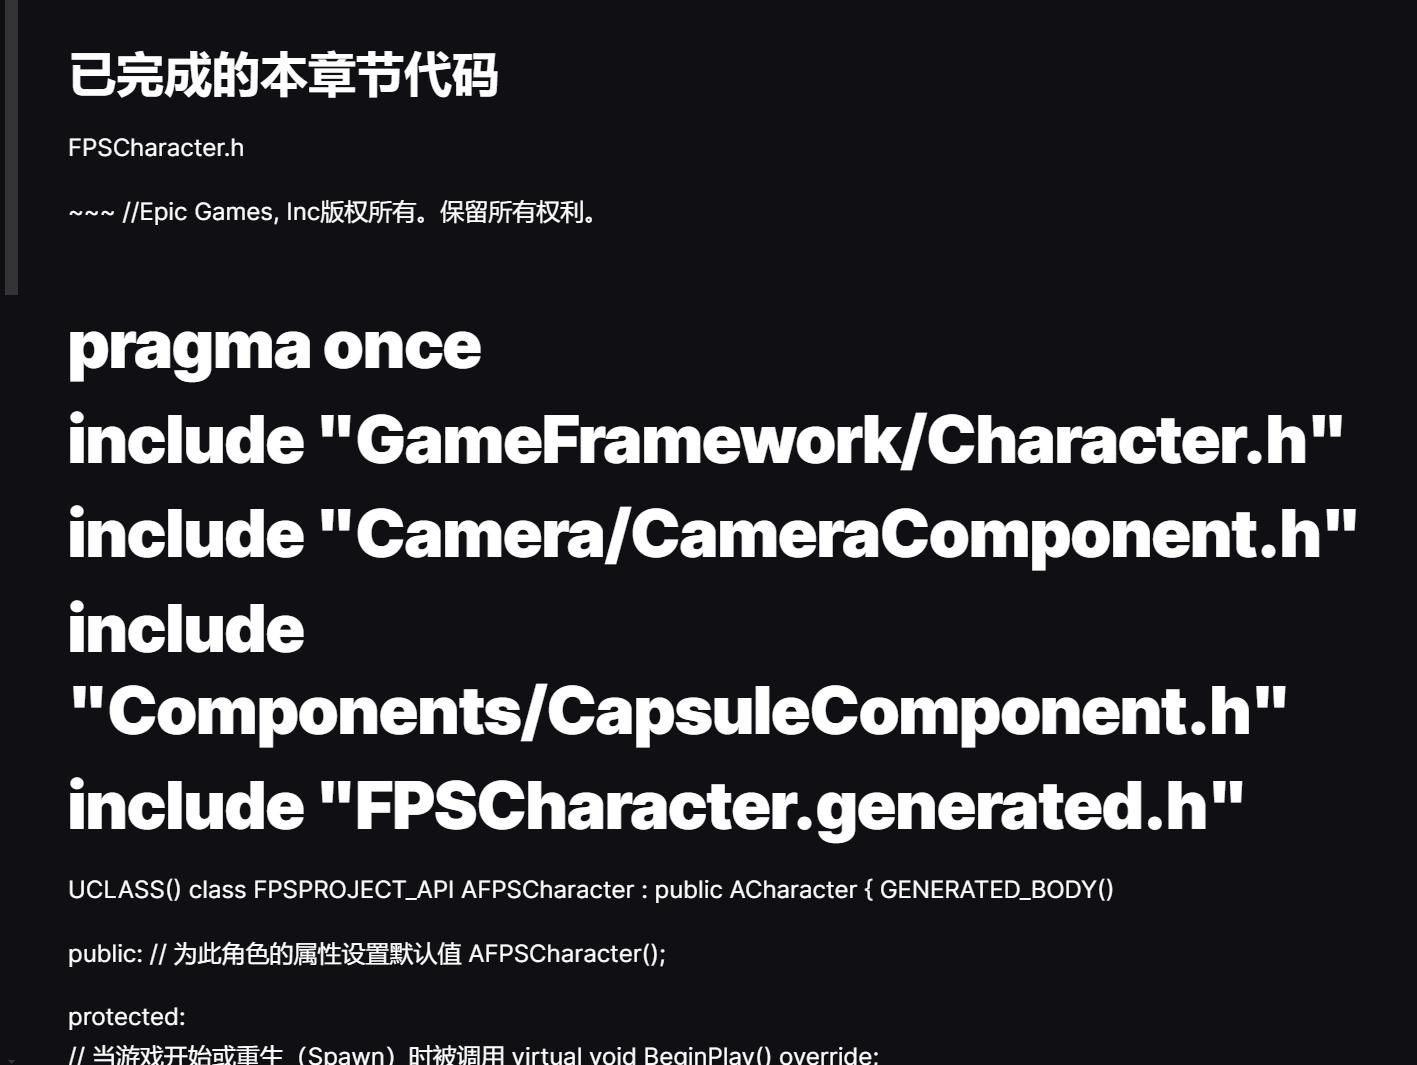 已完成的本章节代码
FPSCharacter.h
~~~ //Epic Games, Inc版权所有。保留所有权利。
pragma once
include "GameFramework/Character.h"
include "Camera/CameraComponent.h"
include
"Components/CapsuleComponent.h"
include "FPSCharacter.generated.h"
UCLASS() class FPSPROJECT_API AFPSCharacter : public ACharacter { GENERATED_BODY()
public: // 为此角色的属性设置默认值 AFPSCharacter();
protected:
// 当游戏开始或重生（Spawn）时被调用 virtual void BeginPlay() override;